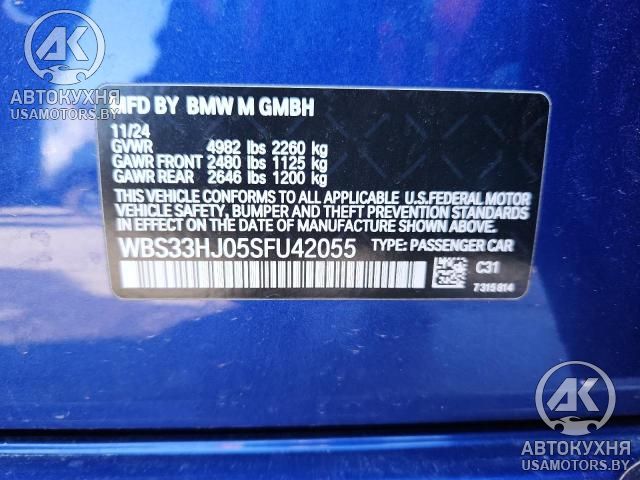 AK
АВТОКУХНЯ
USAMOTORS.BY
MFD BY BMW M GMBH
11/24
GVWR 4982 lbs 2260 kg
GAWR FRONT 2480 lbs 1125 kg
GAWR REAR 2646 lbs 1200 kg
THIS VEHICLE CONFORMS TO ALL APPLICABLE U.S.FEDERAL MOTOR
VEHICLE SAFETY, BUMPER AND THEFT PREVENTION STANDARDS
IN EFFECT ON THE DATE OF MANUFACTURE SHOWN ABOVE.
WBS33HJ05SFU42055 TYPE: PASSENGER CAR
C31
7315814
AK
АВТОКУХНЯ
USAMOTORS.BY